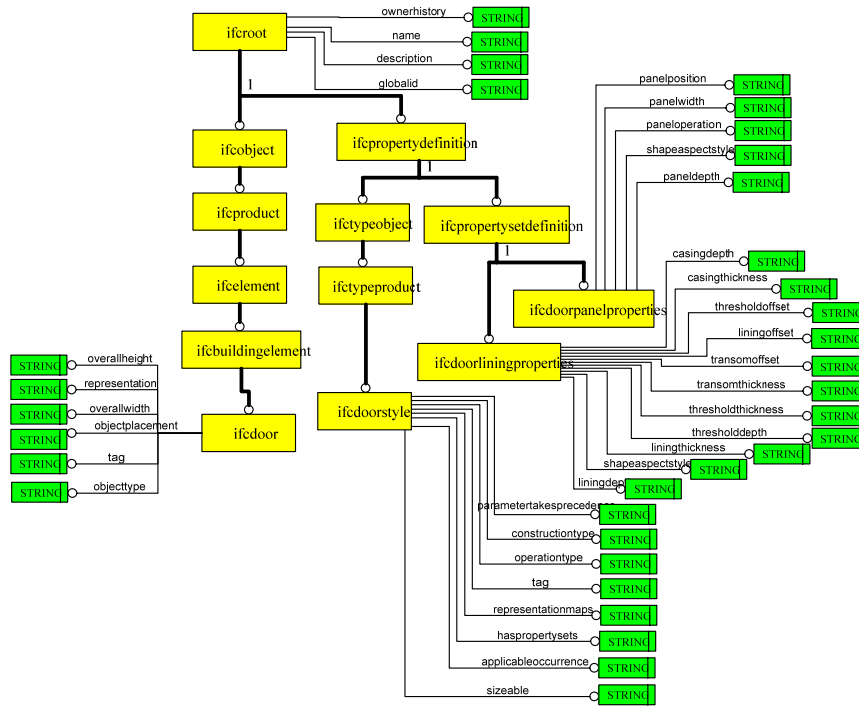 ownerhistory
STRING
ifcroot
name
STRING
description
STRING
globalid
STRING
1
panelposition
STRING
panelwidth
STRING
paneloperation
STRING
shapeaspectstyle
STRING
paneldepth
STRING
ifcobject
ifcpropertydefinition
1
ifcproduct
ifctypeobject
ifcpropertysetdefinition
1
ifcelement
ifctypeproduct
ifcdoorpanelproperties
casingdepth
STRING
casingthickness
STRING
thresholdoffset
STRING
liningoffset
STRING
transomoffset
STRING
transomthickness
STRING
thresholdthickness
STRING
thresholddepth
STRING
liningthickness
STRING
shapeaspectstyle
STRING
liningdept
STRING
ifcbuildingelement
ifcdoorliningproperties
overallheight
STRING
representation
STRING
overallwidth
STRING
objectplacement
STRING
tag
STRING
objecttype
STRING
ifcdoor
ifcdoorstyle
parametertakesprecedence
STRING
constructiontype
STRING
operationtype
STRING
tag
STRING
representationmaps
STRING
haspropertysets
STRING
applicableoccurrence
STRING
sizeable
STRING